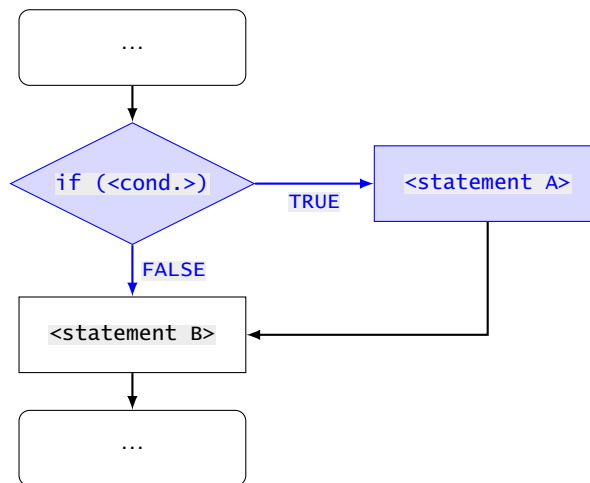 ...
if (<cond.>)
<statement A>
TRUE
FALSE
<statement B>
...